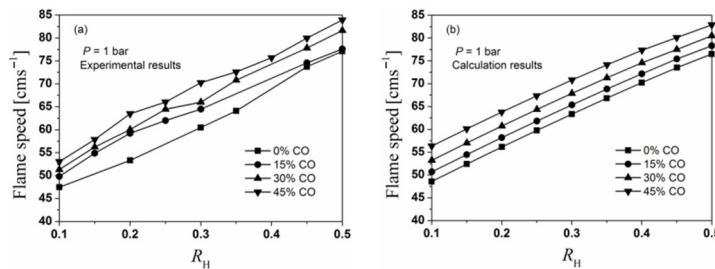 (a)
P = 1 bar
Experimental results
Flame speed [cms⁻¹]
85
80
75
70
65
60
55
50
45
40
0% CO
15% CO
30% CO
45% CO
0.1 0.2 0.3 0.4 0.5
R_H
(b)
P = 1 bar
Calculation results
Flame speed [cms⁻¹]
85
80
75
70
65
60
55
50
45
40
0% CO
15% CO
30% CO
45% CO
0.1 0.2 0.3 0.4 0.5
R_H